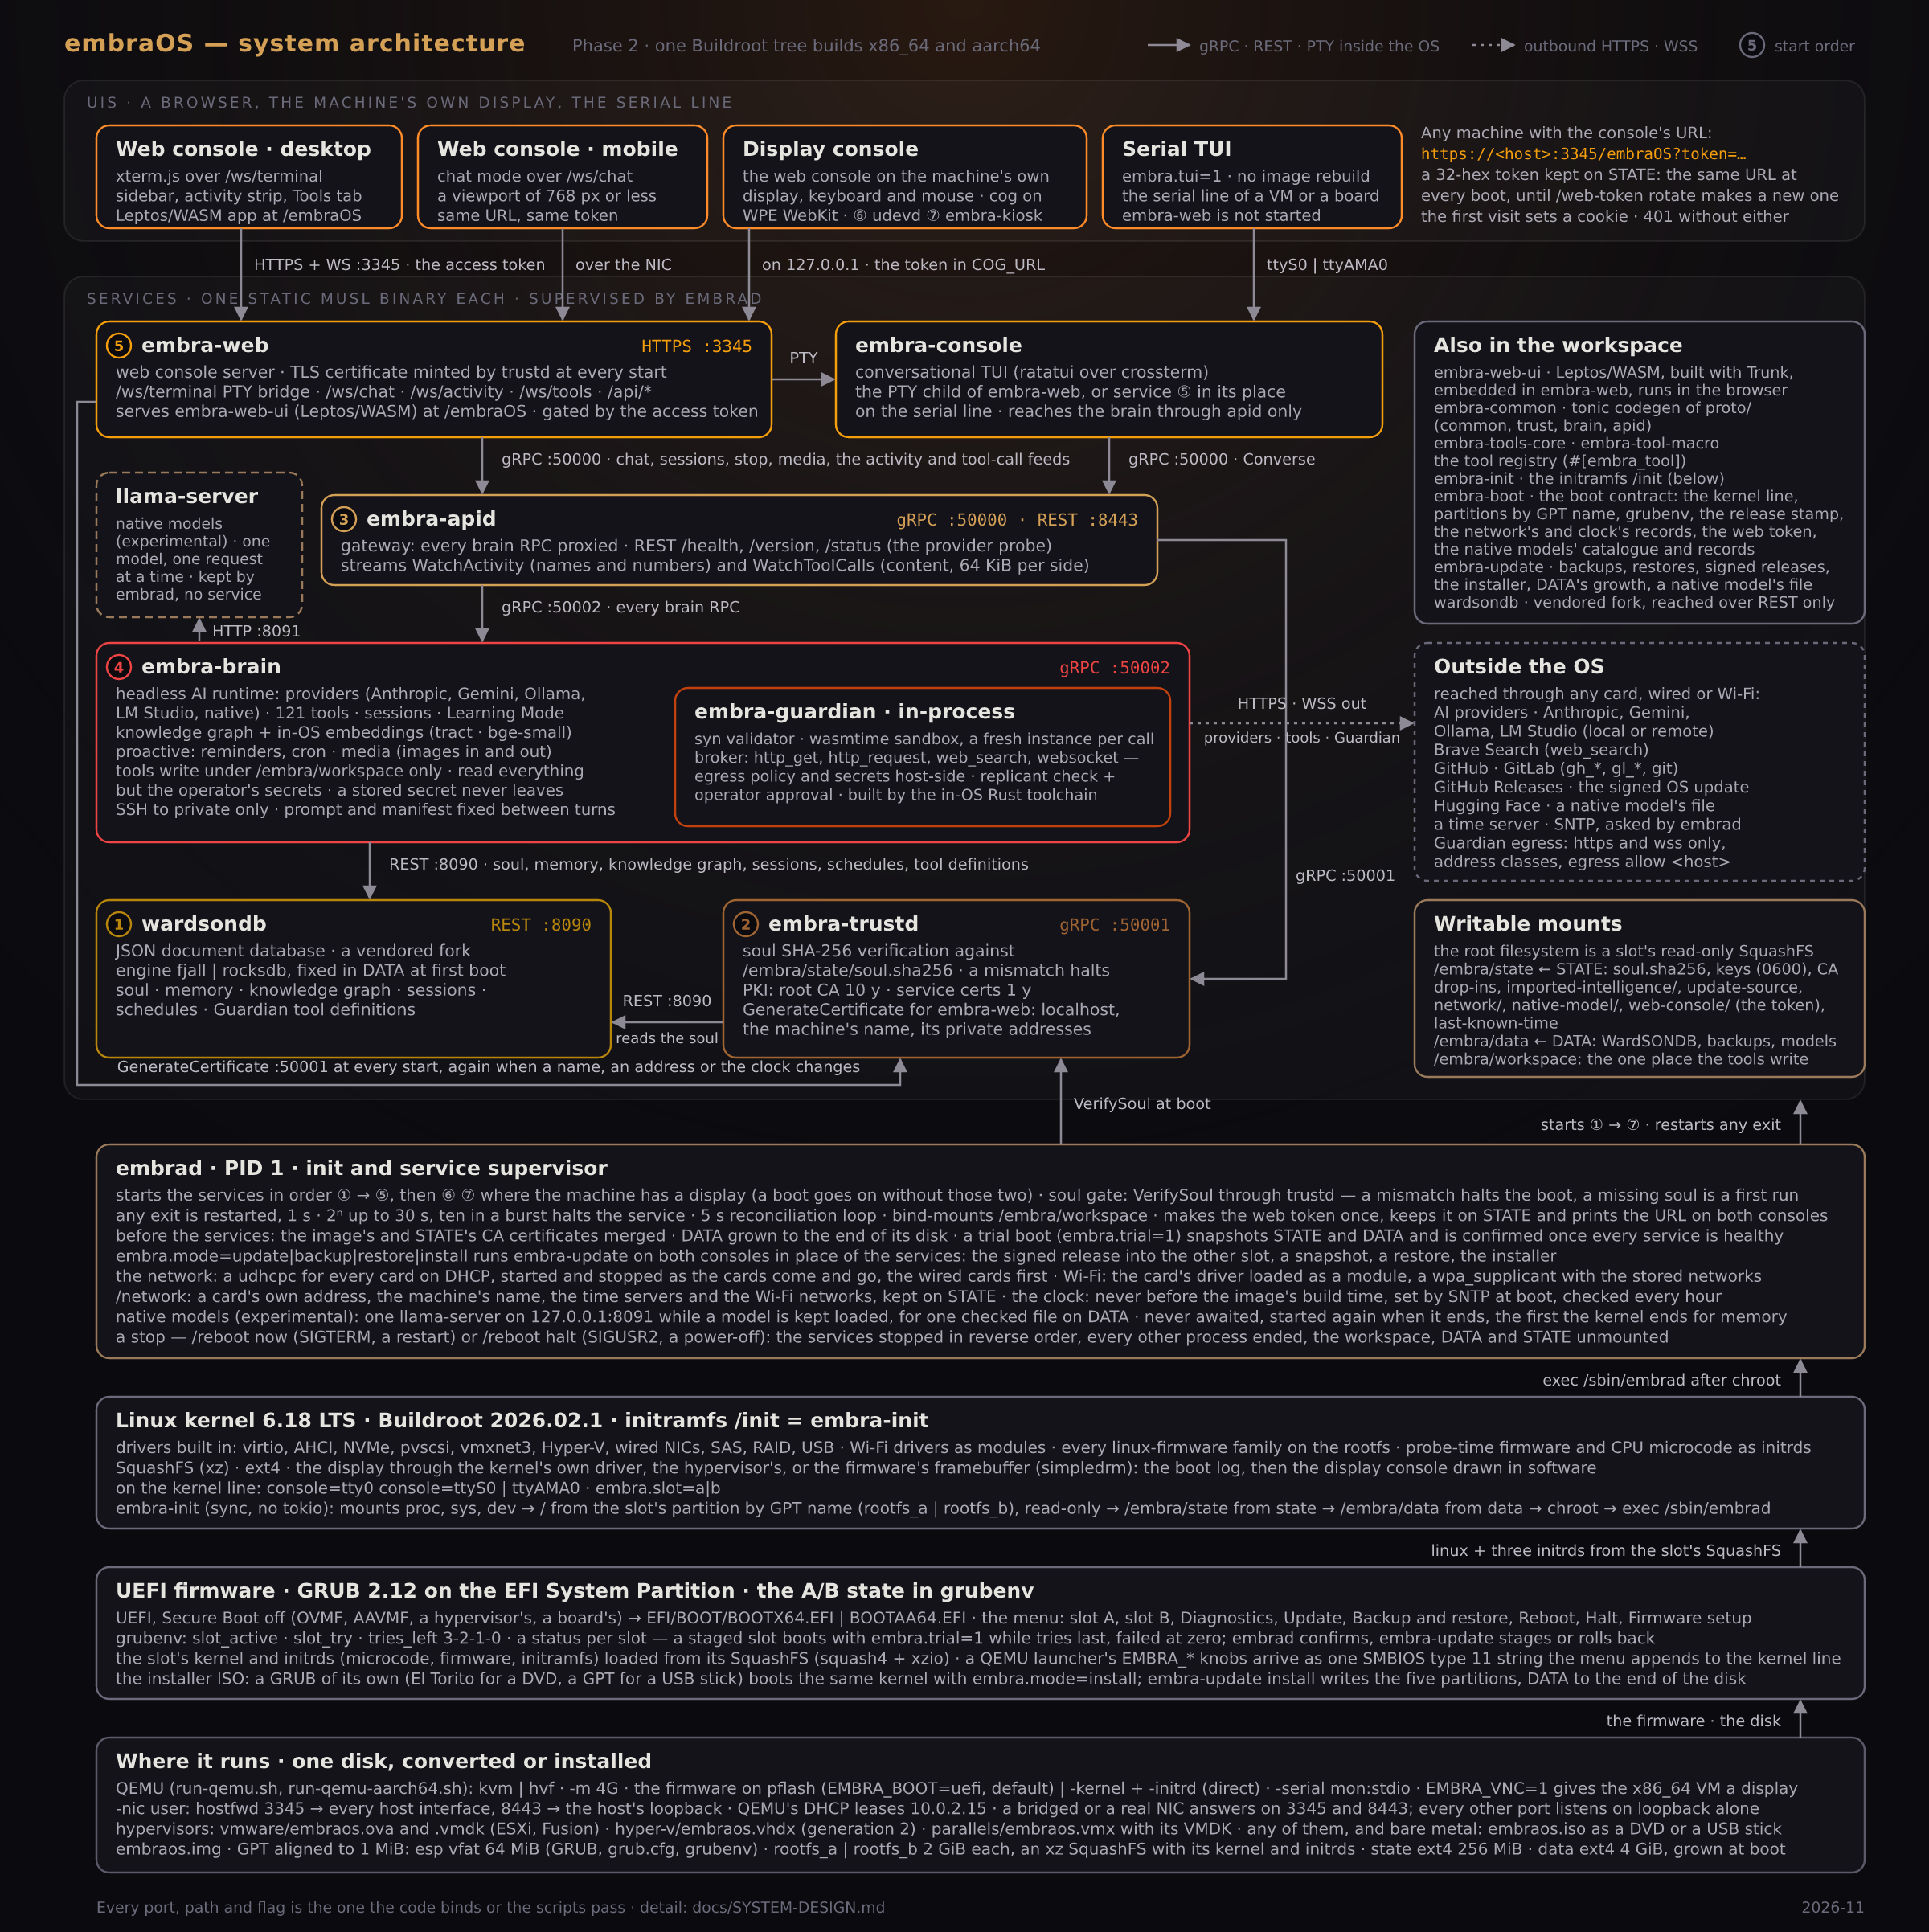 embraOS — system architecture
Phase 2 · one Buildroot tree builds x86_64 and aarch64
gRPC · REST · PTY inside the OS
outbound HTTPS · WSS
5 start order
UIS · A BROWSER, THE MACHINE'S OWN DISPLAY, THE SERIAL LINE
Web console · desktop
xterm.js over /ws/terminal
sidebar, activity strip, Tools tab
Leptos/WASM app at /embraOS
Web console · mobile
chat mode over /ws/chat
a viewport of 768 px or less
same URL, same token
Display console
the web console on the machine's own
display, keyboard and mouse · cog on
WPE WebKit · ⑥ udevd ⑦ embra-kiosk
Serial TUI
embra.tui=1 · no image rebuild
the serial line of a VM or a board
embra-web is not started
Any machine with the console's URL:
https://<host>:3345/embraOS?token=…
a 32-hex token kept on STATE: the same URL at
every boot, until /web-token rotate makes a new one
the first visit sets a cookie · 401 without either
HTTPS + WS :3345 · the access token
over the NIC
on 127.0.0.1 · the token in COG_URL
ttyS0 | ttyAMA0
SERVICES · ONE STATIC MUSL BINARY EACH · SUPERVISED BY EMBRAD
5 embra-web HTTPS :3345
web console server · TLS certificate minted by trustd at every start
/ws/terminal PTY bridge · /ws/chat · /ws/activity · /ws/tools · /api/*
serves embra-web-ui (Leptos/WASM) at /embraOS · gated by the access token
PTY
embra-console
conversational TUI (ratatui over crossterm)
the PTY child of embra-web, or service ⑤ in its place
on the serial line · reaches the brain through apid only
Also in the workspace
embra-web-ui · Leptos/WASM, built with Trunk,
embedded in embra-web, runs in the browser
embra-common · tonic codegen of proto/
(common, trust, brain, apid)
embra-tools-core · embra-tool-macro
the tool registry (#[embra_tool])
embra-init · the initramfs /init (below)
embra-boot · the boot contract: the kernel line,
partitions by GPT name, grubenv, the release stamp,
the network's and clock's records, the web token,
the native models' catalogue and records
embra-update · backups, restores, signed releases,
the installer, DATA's growth, a native model's file
wardsondb · vendored fork, reached over REST only
gRPC :50000 · chat, sessions, stop, media, the activity and tool-call feeds
gRPC :50000 · Converse
llama-server
native models
(experimental) · one
model, one request
at a time · kept by
embrad, no service
HTTP :8091
3 embra-apid gRPC :50000 · REST :8443
gateway: every brain RPC proxied · REST /health, /version, /status (the provider probe)
streams WatchActivity (names and numbers) and WatchToolCalls (content, 64 KiB per side)
gRPC :50002 · every brain RPC
4 embra-brain gRPC :50002
headless AI runtime: providers (Anthropic, Gemini, Ollama,
LM Studio, native) · 121 tools · sessions · Learning Mode
knowledge graph + in-OS embeddings (tract · bge-small)
proactive: reminders, cron · media (images in and out)
tools write under /embra/workspace only · read everything
but the operator's secrets · a stored secret never leaves
SSH to private only · prompt and manifest fixed between turns
embra-guardian · in-process
syn validator · wasmtime sandbox, a fresh instance per call
broker: http_get, http_request, web_search, websocket —
egress policy and secrets host-side · replicant check +
operator approval · built by the in-OS Rust toolchain
HTTPS · WSS out
providers · tools · Guardian
Outside the OS
reached through any card, wired or Wi-Fi:
AI providers · Anthropic, Gemini,
Ollama, LM Studio (local or remote)
Brave Search (web_search)
GitHub · GitLab (gh_*, gl_*, git)
GitHub Releases · the signed OS update
Hugging Face · a native model's file
a time server · SNTP, asked by embrad
Guardian egress: https and wss only,
address classes, egress allow <host>
REST :8090 · soul, memory, knowledge graph, sessions, schedules, tool definitions
gRPC :50001
1 wardsondb REST :8090
JSON document database · a vendored fork
engine fjall | rocksdb, fixed in DATA at first boot
soul · memory · knowledge graph · sessions ·
schedules · Guardian tool definitions
REST :8090
reads the soul
2 embra-trustd gRPC :50001
soul SHA-256 verification against
/embra/state/soul.sha256 · a mismatch halts
PKI: root CA 10 y · service certs 1 y
GenerateCertificate for embra-web: localhost,
the machine's name, its private addresses
Writable mounts
the root filesystem is a slot's read-only SquashFS
/embra/state ← STATE: soul.sha256, keys (0600), CA
drop-ins, imported-intelligence/, update-source,
network/, native-model/, web-console/ (the token),
last-known-time
/embra/data ← DATA: WardSONDB, backups, models
/embra/workspace: the one place the tools write
GenerateCertificate :50001 at every start, again when a name, an address or the clock changes
VerifySoul at boot
starts ① → ⑦ · restarts any exit
embrad · PID 1 · init and service supervisor
starts the services in order ① → ⑤, then ⑥ ⑦ where the machine has a display (a boot goes on without those two) · soul gate: VerifySoul through trustd — a mismatch halts the boot, a missing soul is a first run
any exit is restarted, 1 s · 2ⁿ up to 30 s, ten in a burst halts the service · 5 s reconciliation loop · bind-mounts /embra/workspace · makes the web token once, keeps it on STATE and prints the URL on both consoles
before the services: the image's and STATE's CA certificates merged · DATA grown to the end of its disk · a trial boot (embra.trial=1) snapshots STATE and DATA and is confirmed once every service is healthy
embra.mode=update|backup|restore|install runs embra-update on both consoles in place of the services: the signed release into the other slot, a snapshot, a restore, the installer
the network: a udhcpc for every card on DHCP, started and stopped as the cards come and go, the wired cards first · Wi-Fi: the card's driver loaded as a module, a wpa_supplicant with the stored networks
/network: a card's own address, the machine's name, the time servers and the Wi-Fi networks, kept on STATE · the clock: never before the image's build time, set by SNTP at boot, checked every hour
native models (experimental): one llama-server on 127.0.0.1:8091 while a model is kept loaded, for one checked file on DATA · never awaited, started again when it ends, the first the kernel ends for memory
a stop — /reboot now (SIGTERM, a restart) or /reboot halt (SIGUSR2, a power-off): the services stopped in reverse order, every other process ended, the workspace, DATA and STATE unmounted
exec /sbin/embrad after chroot
Linux kernel 6.18 LTS · Buildroot 2026.02.1 · initramfs /init = embra-init
drivers built in: virtio, AHCI, NVMe, pvscsi, vmxnet3, Hyper-V, wired NICs, SAS, RAID, USB · Wi-Fi drivers as modules · every linux-firmware family on the rootfs · probe-time firmware and CPU microcode as initrds
SquashFS (xz) · ext4 · the display through the kernel's own driver, the hypervisor's, or the firmware's framebuffer (simpledrm): the boot log, then the display console drawn in software
on the kernel line: console=tty0 console=ttyS0 | ttyAMA0 · embra.slot=a|b
embra-init (sync, no tokio): mounts proc, sys, dev → / from the slot's partition by GPT name (rootfs_a | rootfs_b), read-only → /embra/state from state → /embra/data from data → chroot → exec /sbin/embrad
linux + three initrds from the slot's SquashFS
UEFI firmware · GRUB 2.12 on the EFI System Partition · the A/B state in grubenv
UEFI, Secure Boot off (OVMF, AAVMF, a hypervisor's, a board's) → EFI/BOOT/BOOTX64.EFI | BOOTAA64.EFI · the menu: slot A, slot B, Diagnostics, Update, Backup and restore, Reboot, Halt, Firmware setup
grubenv: slot_active · slot_try · tries_left 3-2-1-0 · a status per slot — a staged slot boots with embra.trial=1 while tries last, failed at zero; embrad confirms, embra-update stages or rolls back
the slot's kernel and initrds (microcode, firmware, initramfs) loaded from its SquashFS (squash4 + xzio) · a QEMU launcher's EMBRA_* knobs arrive as one SMBIOS type 11 string the menu appends to the kernel line
the installer ISO: a GRUB of its own (El Torito for a DVD, a GPT for a USB stick) boots the same kernel with embra.mode=install; embra-update install writes the five partitions, DATA to the end of the disk
the firmware · the disk
Where it runs · one disk, converted or installed
QEMU (run-qemu.sh, run-qemu-aarch64.sh): kvm | hvf · -m 4G · the firmware on pflash (EMBRA_BOOT=uefi, default) | -kernel + -initrd (direct) · -serial mon:stdio · EMBRA_VNC=1 gives the x86_64 VM a display
-nic user: hostfwd 3345 → every host interface, 8443 → the host's loopback · QEMU's DHCP leases 10.0.2.15 · a bridged or a real NIC answers on 3345 and 8443; every other port listens on loopback alone
hypervisors: vmware/embraos.ova and .vmdk (ESXi, Fusion) · hyper-v/embraos.vhdx (generation 2) · parallels/embraos.vmx with its VMDK · any of them, and bare metal: embraos.iso as a DVD or a USB stick
embraos.img · GPT aligned to 1 MiB: esp vfat 64 MiB (GRUB, grub.cfg, grubenv) · rootfs_a | rootfs_b 2 GiB each, an xz SquashFS with its kernel and initrds · state ext4 256 MiB · data ext4 4 GiB, grown at boot
Every port, path and flag is the one the code binds or the scripts pass · detail: docs/SYSTEM-DESIGN.md
2026-11